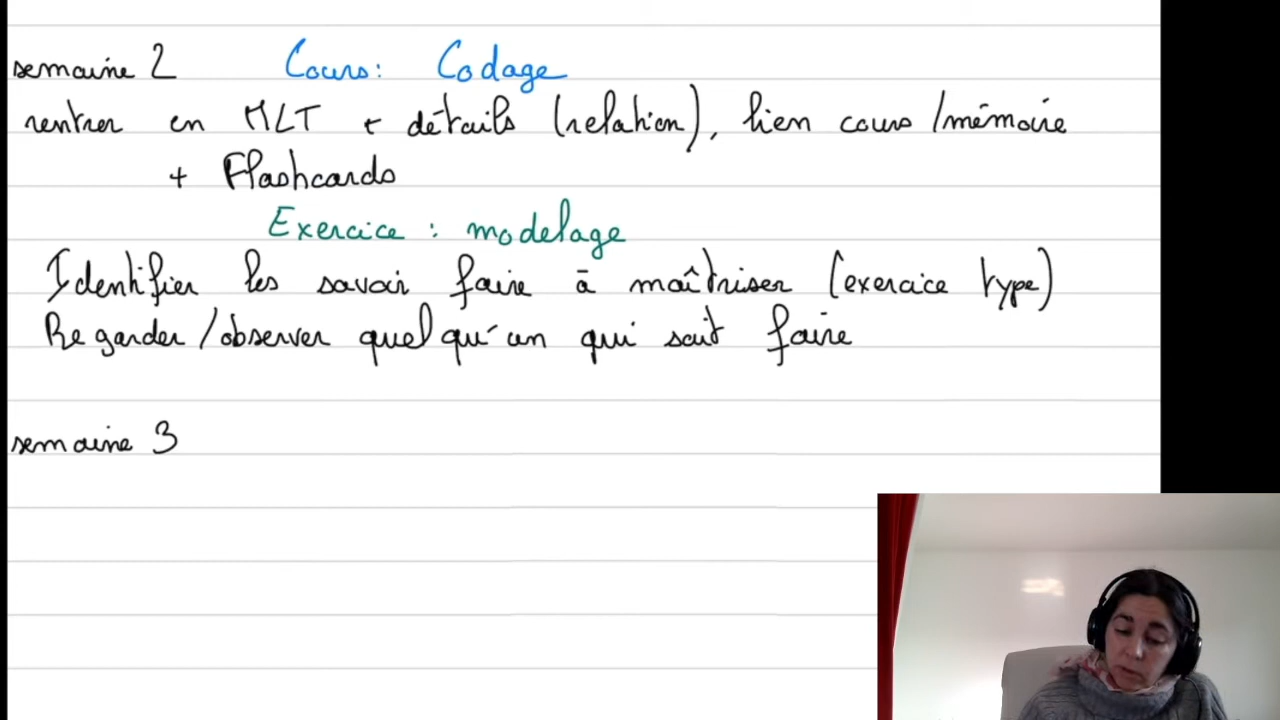 semaine 2 Cours: Codage
rentrer en MLT + détails (relation), lien cours/mémoire
+ Flashcards
Exercice : modelage
Identifier les savoir faire à maîtriser (exercice type)
Regarder/observer quelqu'un qui sait faire
semaine 3